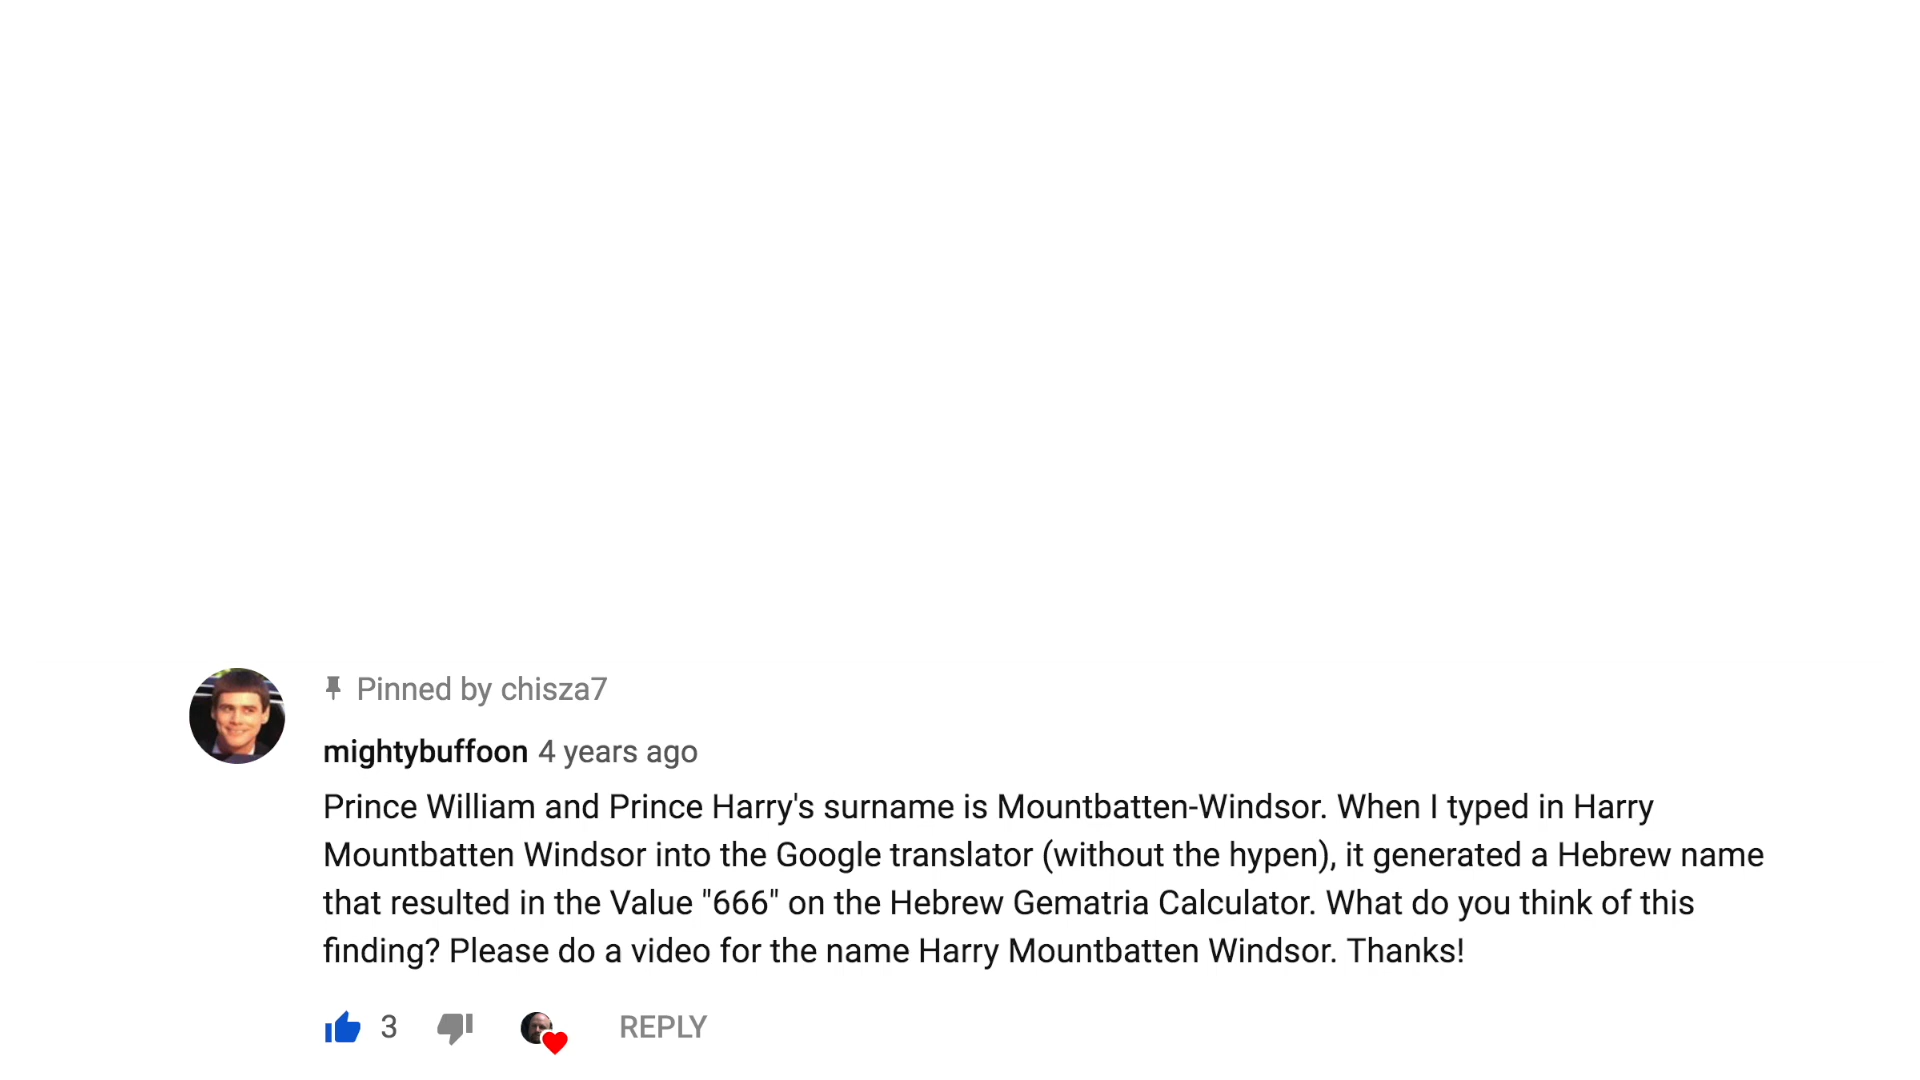 Pinned by chisza7
mightybuffoon 4 years ago
Prince William and Prince Harry's surname is Mountbatten-Windsor. When I typed in Harry
Mountbatten Windsor into the Google translator (without the hypen), it generated a Hebrew name
that resulted in the Value "666" on the Hebrew Gematria Calculator. What do you think of this
finding? Please do a video for the name Harry Mountbatten Windsor. Thanks!
3 REPLY